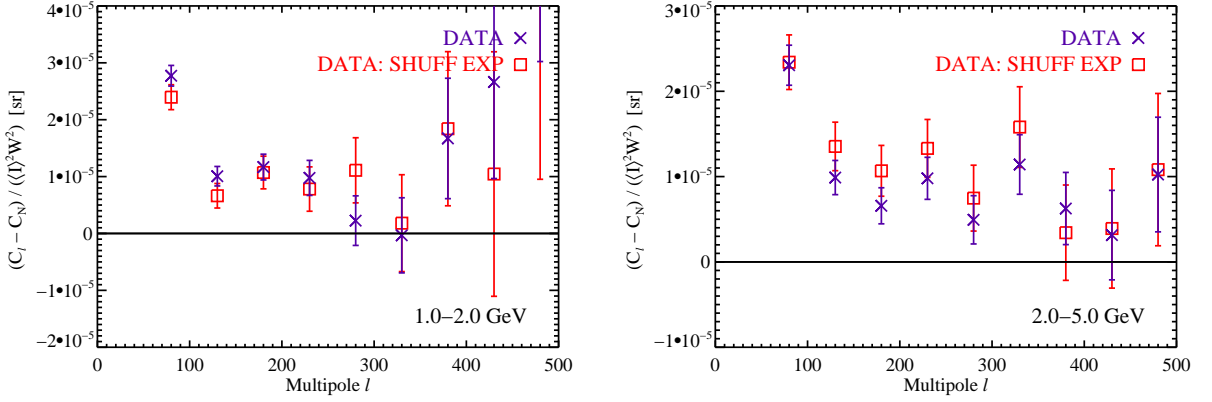 4•10⁻⁵
3•10⁻⁵
2•10⁻⁵
1•10⁻⁵
0
−1•10⁻⁵
−2•10⁻⁵
(C_l − C_N) / (⟨I⟩²W²) [sr]
DATA
DATA: SHUFF EXP
1.0–2.0 GeV
0 100 200 300 400 500
Multipole l
3•10⁻⁵
2•10⁻⁵
1•10⁻⁵
0
−1•10⁻⁵
(C_l − C_N) / (⟨I⟩²W²) [sr]
DATA
DATA: SHUFF EXP
2.0–5.0 GeV
0 100 200 300 400 500
Multipole l